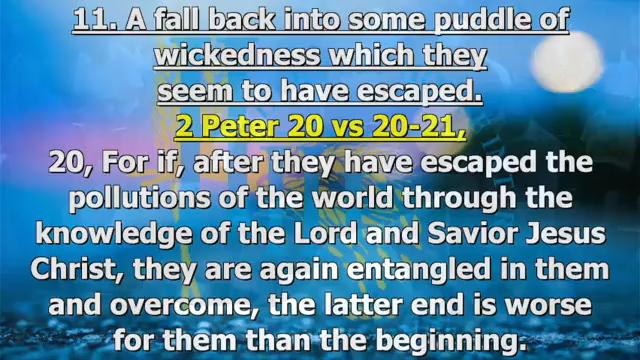 11. A fall back into some puddle of
wickedness which they
seem to have escaped.
2 Peter 20 vs 20-21,
20, For if, after they have escaped the
pollutions of the world through the
knowledge of the Lord and Savior Jesus
Christ, they are again entangled in them
and overcome, the latter end is worse
for them than the beginning.